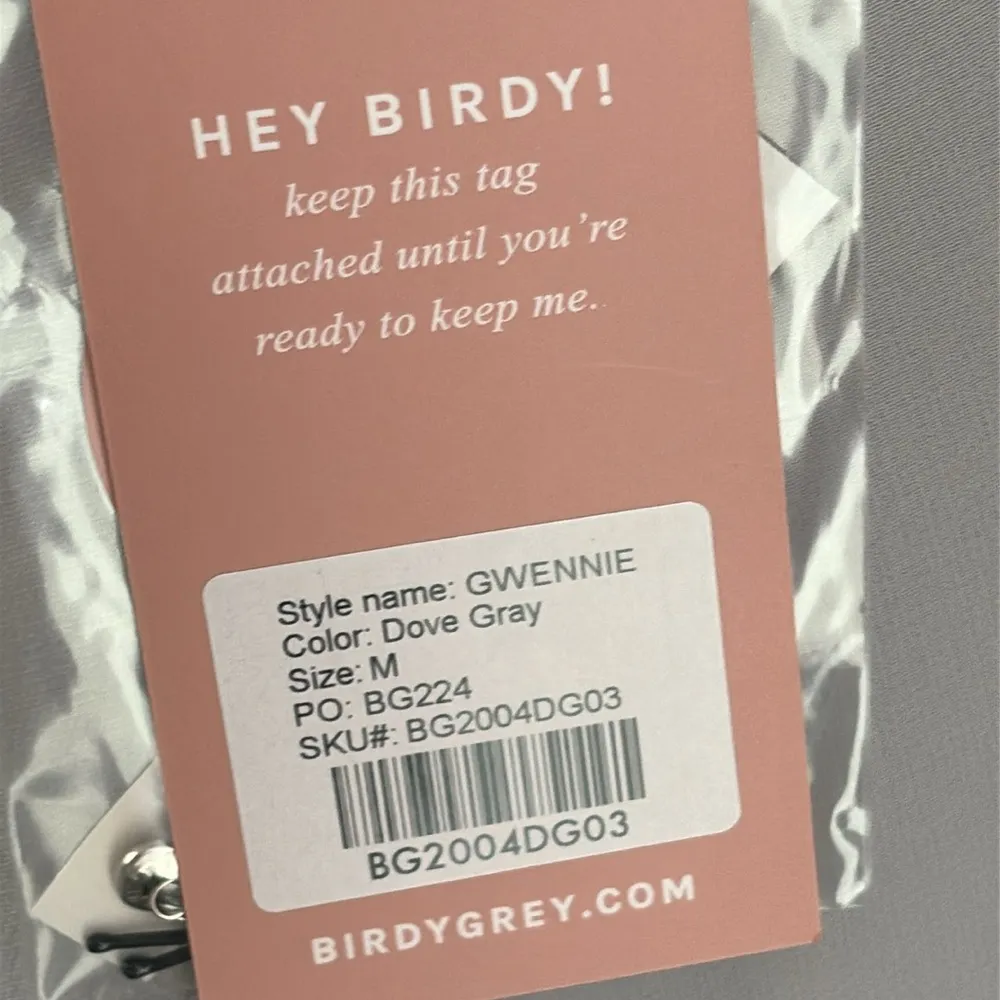 HEY BIRDY!
keep this tag
attached until you're
ready to keep me.
Style name: GWENNIE
Color: Dove Gray
Size: M
PO: BG224
SKU#: BG2004DG03
BG2004DG03
BIRDYGREY.COM